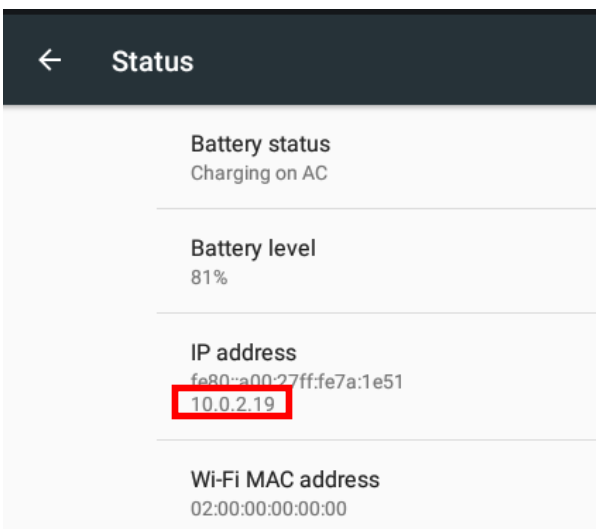 Status
Battery status
Charging on AC
Battery level
81%
IP address
fe80::a00:27ff:fe7a:1e51
10.0.2.19
Wi-Fi MAC address
02:00:00:00:00:00